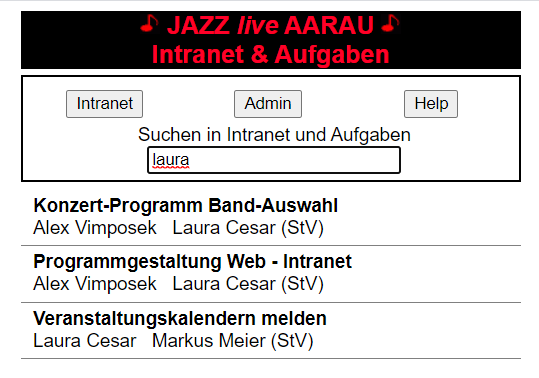 JAZZ live AARAU
Intranet & Aufgaben
Intranet Admin Help
Suchen in Intranet und Aufgaben
laura
Konzert-Programm Band-Auswahl
Alex Vimposek Laura Cesar (StV)
Programmgestaltung Web - Intranet
Alex Vimposek Laura Cesar (StV)
Veranstaltungskalendern melden
Laura Cesar Markus Meier (StV)